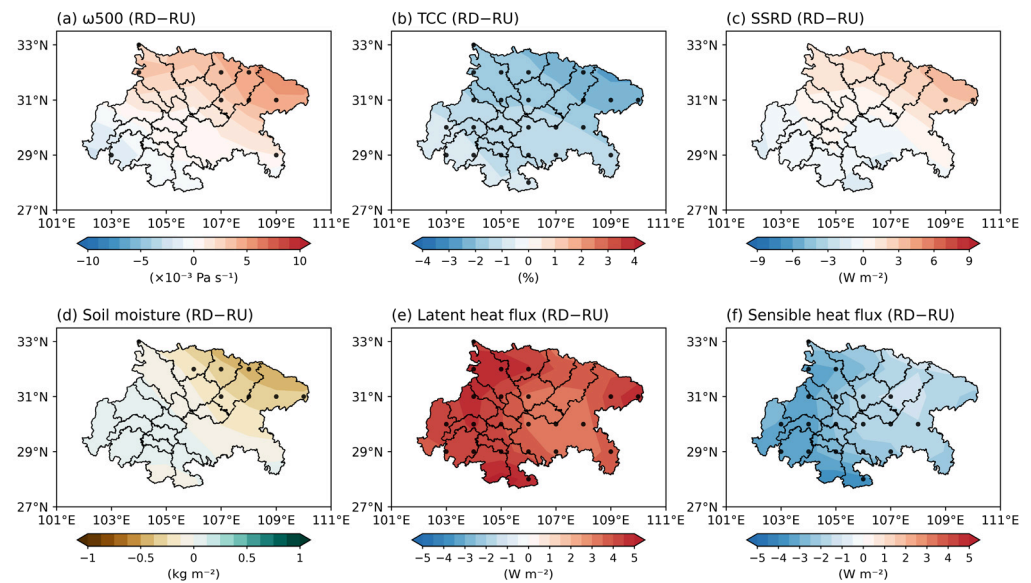 (a) ω500 (RD−RU)
(b) TCC (RD−RU)
(c) SSRD (RD−RU)
33°N
31°N
29°N
27°N
101°E 103°E 105°E 107°E 109°E 111°E
33°N
31°N
29°N
27°N
101°E 103°E 105°E 107°E 109°E 111°E
33°N
31°N
29°N
27°N
101°E 103°E 105°E 107°E 109°E 111°E
−10 −5 0 5 10
(×10⁻³ Pa s⁻¹)
−4 −3 −2 −1 0 1 2 3 4
(%)
−9 −6 −3 0 3 6 9
(W m⁻²)
(d) Soil moisture (RD−RU)
(e) Latent heat flux (RD−RU)
(f) Sensible heat flux (RD−RU)
33°N
31°N
29°N
27°N
101°E 103°E 105°E 107°E 109°E 111°E
33°N
31°N
29°N
27°N
101°E 103°E 105°E 107°E 109°E 111°E
33°N
31°N
29°N
27°N
101°E 103°E 105°E 107°E 109°E 111°E
−1 −0.5 0 0.5 1
(kg m⁻²)
−5 −4 −3 −2 −1 0 1 2 3 4 5
(W m⁻²)
−5 −4 −3 −2 −1 0 1 2 3 4 5
(W m⁻²)